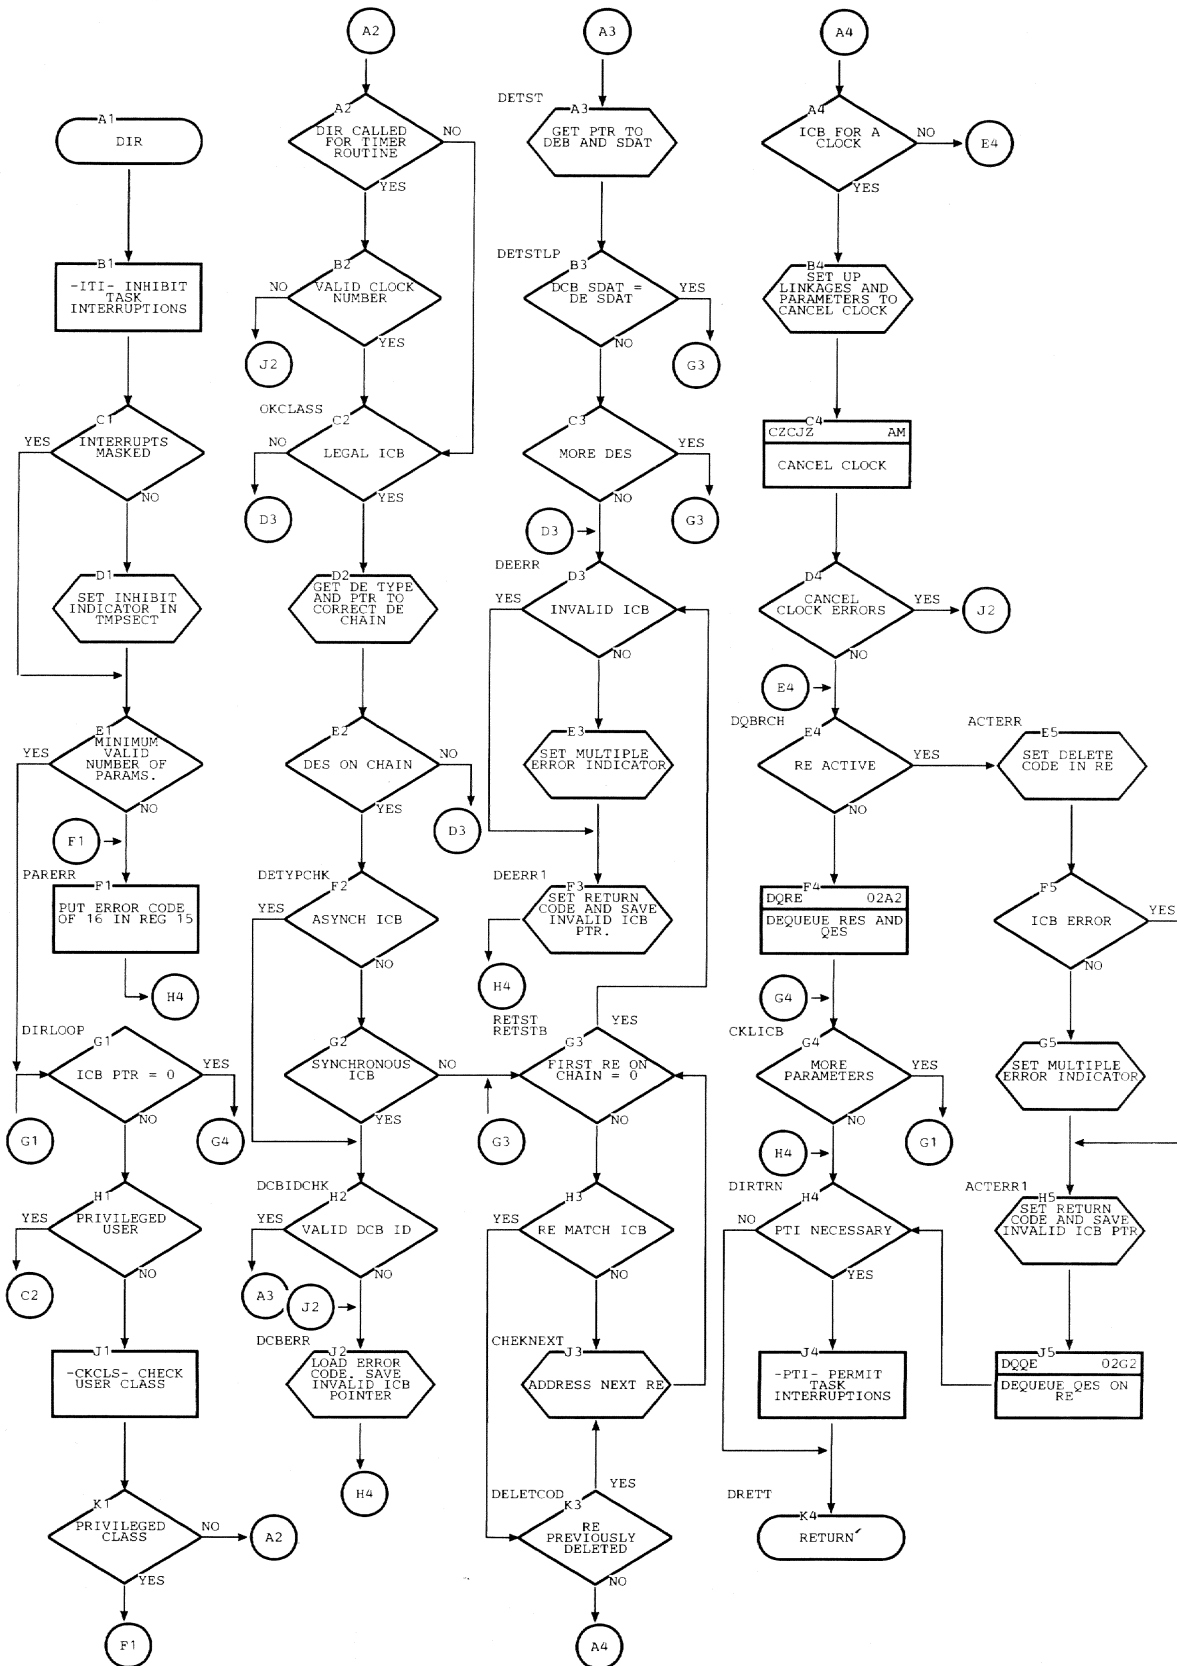 A1
DIR
B1
-ITI- INHIBIT
TASK
INTERRUPTIONS
C1
YES
INTERRUPTS
MASKED
NO
D1
SET INHIBIT
INDICATOR IN
TMPSECT
E1
YES
MINIMUM
VALID
NUMBER OF
PARAMS.
NO
F1
PARERR
F1
PUT ERROR CODE
OF 16 IN REG 15
H4
DIRLOOP
G1
ICB PTR = 0
YES
NO
G1
G4
H1
YES
PRIVILEGED
USER
NO
C2
J1
-CKCLS- CHECK
USER CLASS
K1
PRIVILEGED
CLASS
NO
A2
YES
F1
A2
A2
DIR CALLED
FOR TIMER
ROUTINE
NO
YES
B2
NO
VALID CLOCK
NUMBER
J2
YES
OKCLASS
C2
NO
LEGAL ICB
D3
YES
D2
GET DE TYPE
AND PTR TO
CORRECT DE
CHAIN
E2
DES ON CHAIN
NO
YES
D3
DETYPCHK
F2
YES
ASYNCH ICB
NO
G2
SYNCHRONOUS
ICB
NO
YES
DCBIDCHK
H2
YES
VALID DCB ID
NO
A3
J2
DCBERR
J2
LOAD ERROR
CODE. SAVE
INVALID ICB
POINTER
H4
A3
DETST
A3
GET PTR TO
DEB AND SDAT
DETSTLP
B3
DCB SDAT =
DE SDAT
YES
NO
G3
C3
MORE DES
YES
NO
G3
D3
DEERR
D3
YES
INVALID ICB
NO
E3
SET MULTIPLE
ERROR INDICATOR
DEERR1
F3
SET RETURN
CODE AND SAVE
INVALID ICB
PTR.
H4
RETST
RETSTB
YES
G3
FIRST RE ON
CHAIN = 0
NO
G3
H3
YES
RE MATCH ICB
NO
CHEKNEXT
J3
ADDRESS NEXT RE
YES
DELETCOD
K3
RE
PREVIOUSLY
DELETED
NO
A4
A4
A4
ICB FOR A
CLOCK
NO
E4
YES
B4
SET UP
LINKAGES AND
PARAMETERS TO
CANCEL CLOCK
C4
CZCJZ AM
CANCEL CLOCK
D4
CANCEL
CLOCK ERRORS
YES
J2
NO
E4
DQBRCH
E4
RE ACTIVE
YES
NO
F4
DQRE 02A2
DEQUEUE RES AND
QES
G4
CKLICB
G4
MORE
PARAMETERS
YES
NO
G1
H4
DIRTRN
H4
NO
PTI NECESSARY
YES
J4
-PTI- PERMIT
TASK
INTERRUPTIONS
DRETT
K4
RETURN
ACTERR
E5
SET DELETE
CODE IN RE
F5
ICB ERROR
YES
NO
G5
SET MULTIPLE
ERROR INDICATOR
ACTERR1
H5
SET RETURN
CODE AND SAVE
INVALID ICB PTR
J5
DQQE 02G2
DEQUEUE QES ON
RE